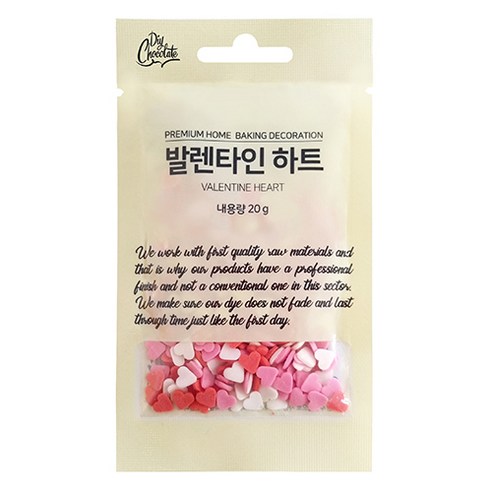 Diy
Chocolate
PREMIUM HOME BAKING DECORATION
발렌타인 하트
VALENTINE HEART
내용량 20 g
We work with first quality raw materials and
that is why our products have a professional
finish and not a conventional one in this sector.
We make sure our dye does not fade and last
through time just like the first day.